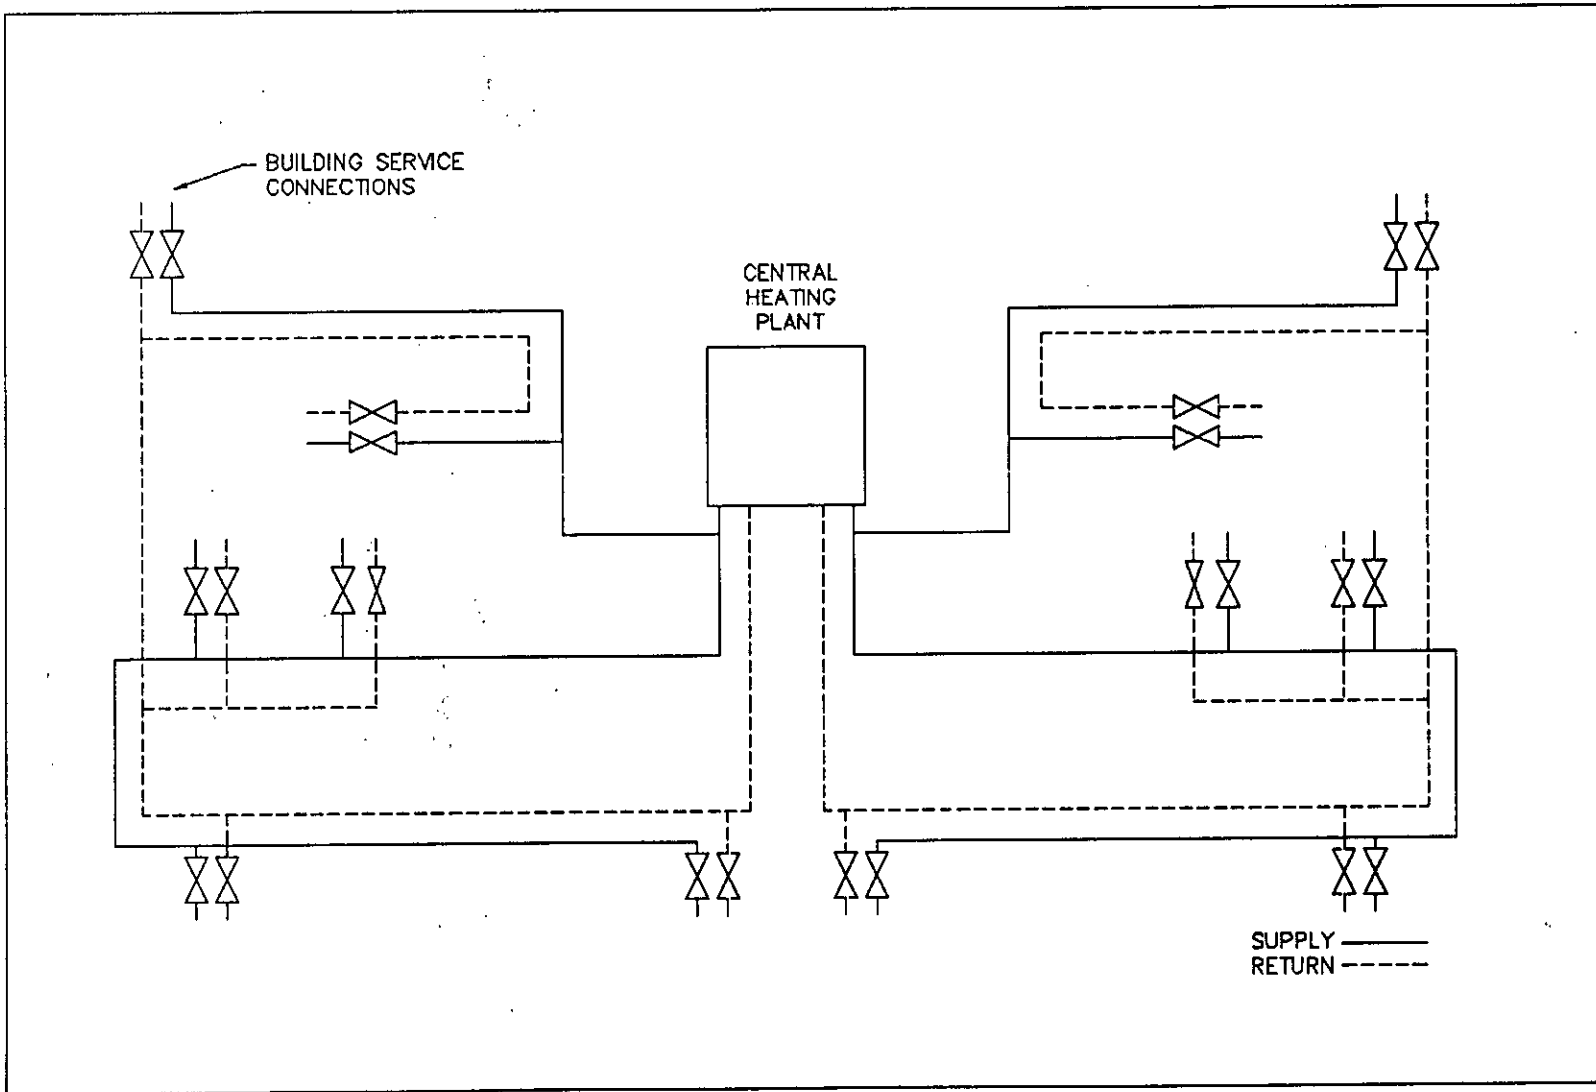 BUILDING SERVICE
CONNECTIONS
CENTRAL
HEATING
PLANT
SUPPLY
RETURN